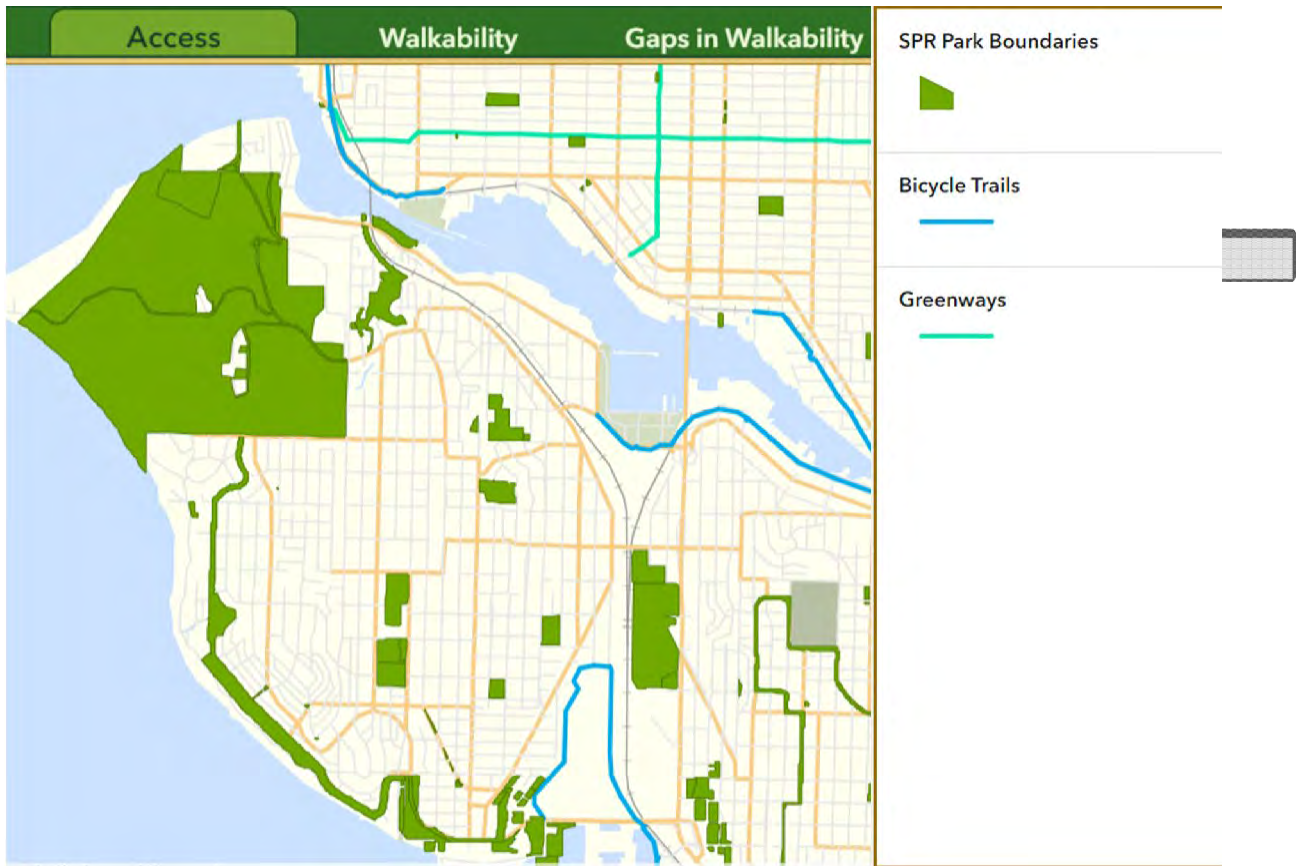 Access
Walkability
Gaps in Walkability
SPR Park Boundaries
Bicycle Trails
Greenways